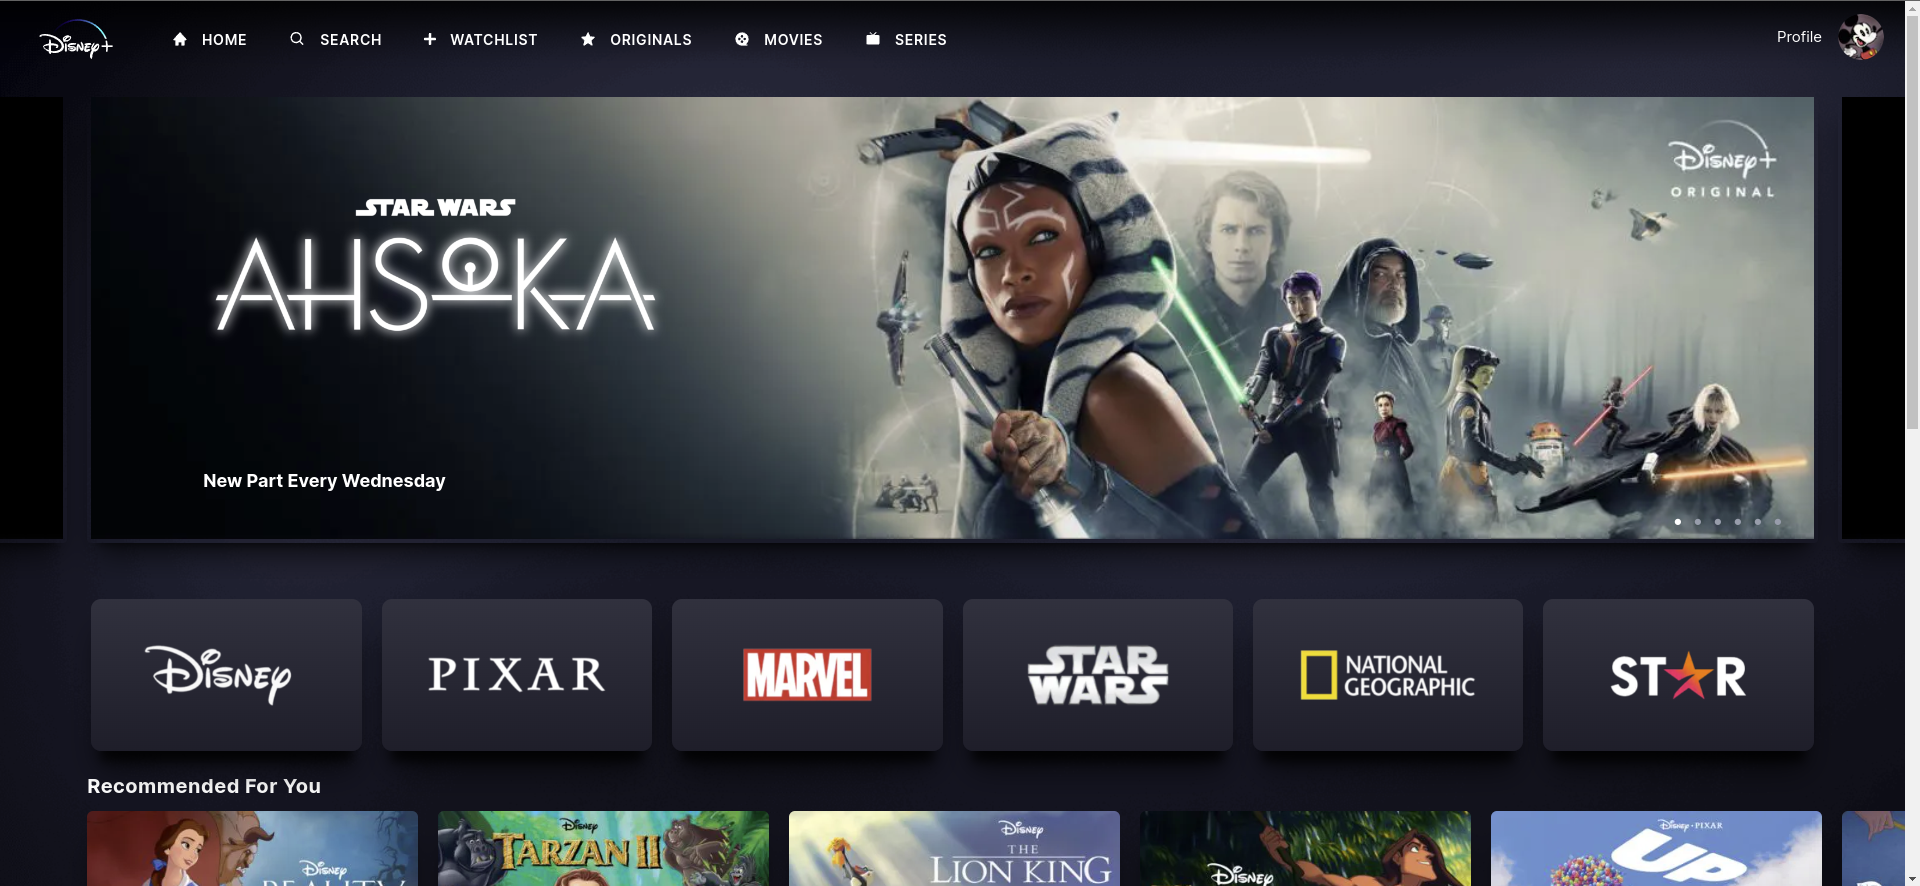 Disney+
HOME
SEARCH
WATCHLIST
ORIGINALS
MOVIES
SERIES
Profile
STAR WARS
AHSOKA
New Part Every Wednesday
Disney+
ORIGINAL
Disney
PIXAR
MARVEL
STAR
WARS
NATIONAL
GEOGRAPHIC
STAR
Recommended For You
Disney
Disney
TARZAN II
Disney
THE
LION KING
Disney
Disney · PIXAR
UP